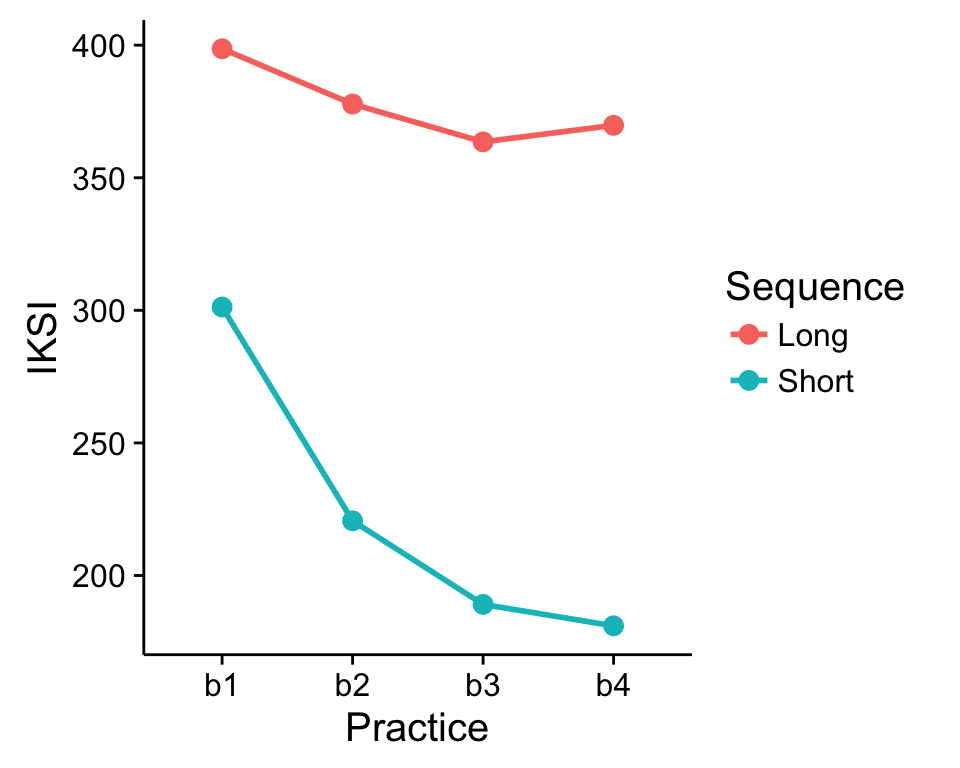 400
350
300
250
200
IKSI
b1 b2 b3 b4
Practice
Sequence
Long
Short